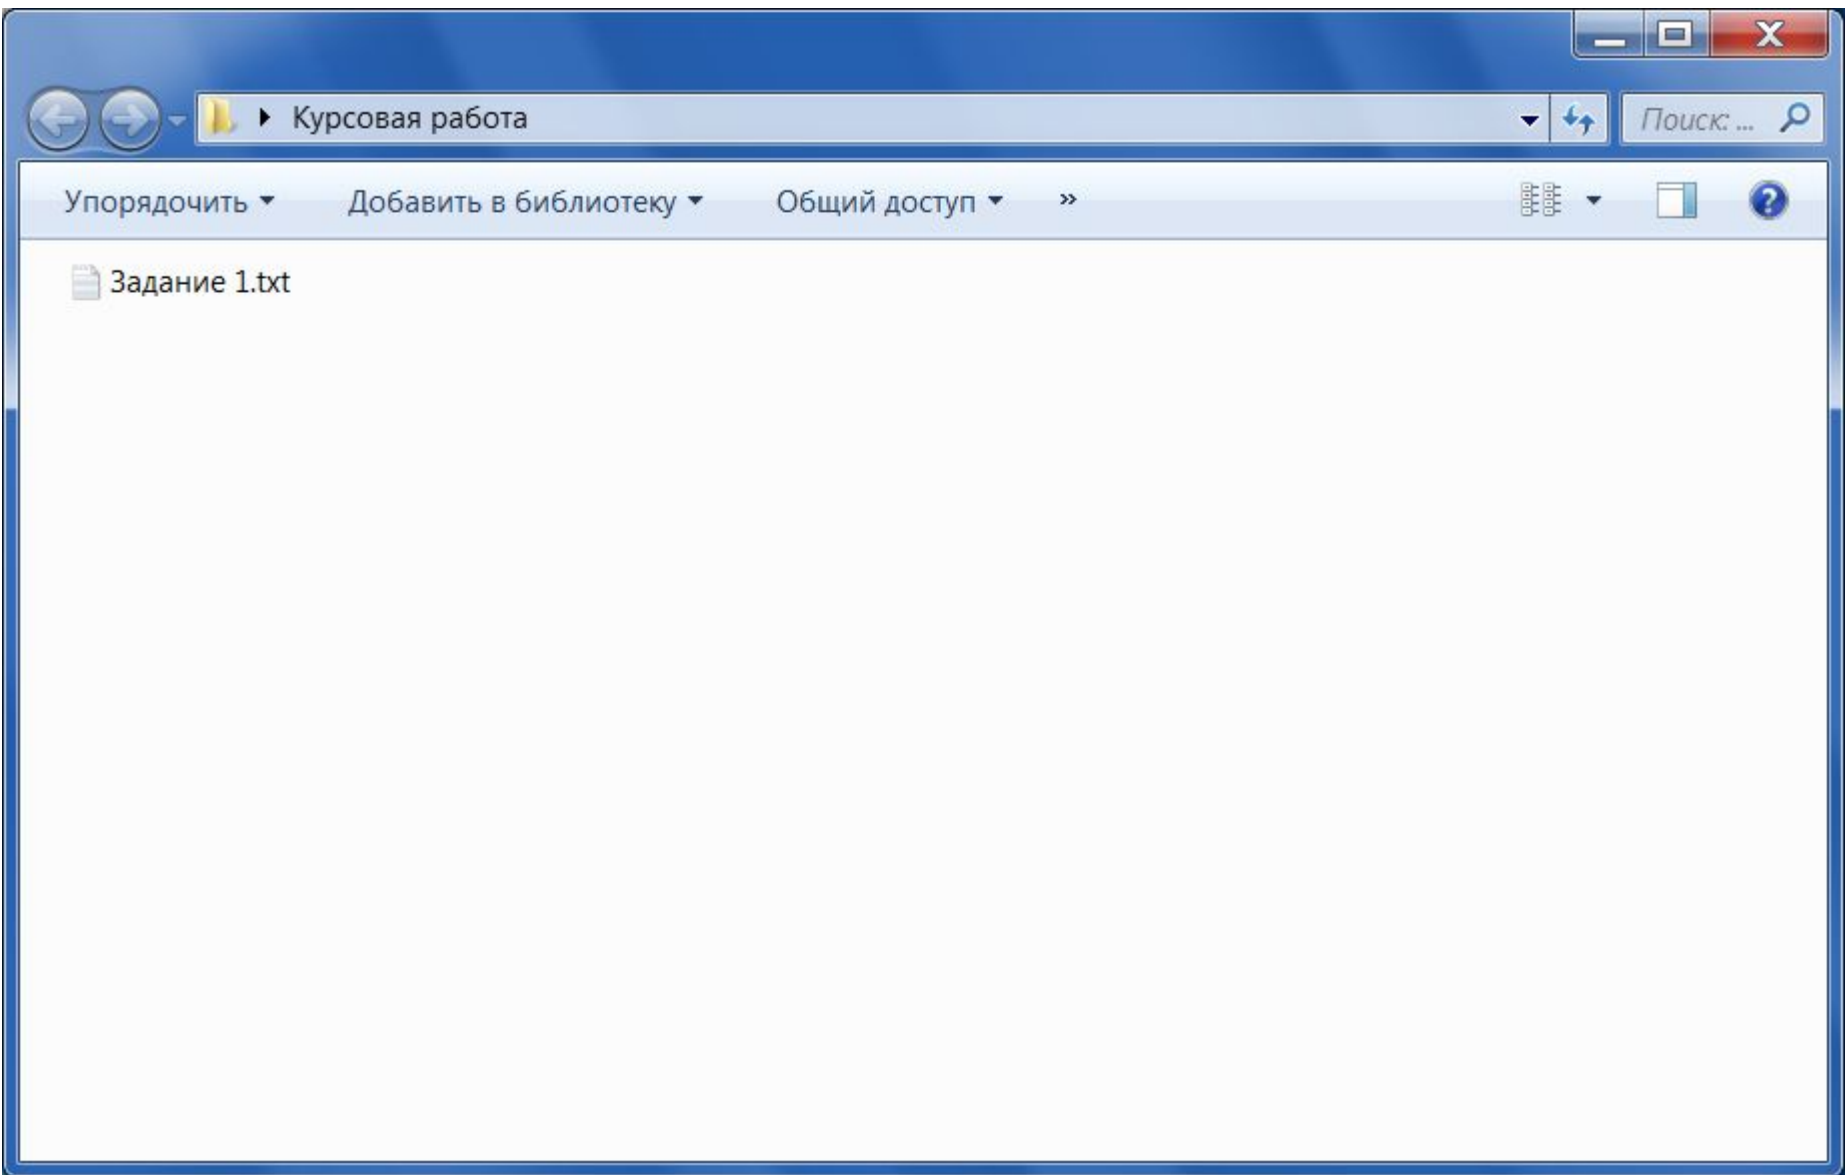 Курсовая работа
Поиск: ...
Упорядочить Добавить в библиотеку Общий доступ »
Задание 1.txt